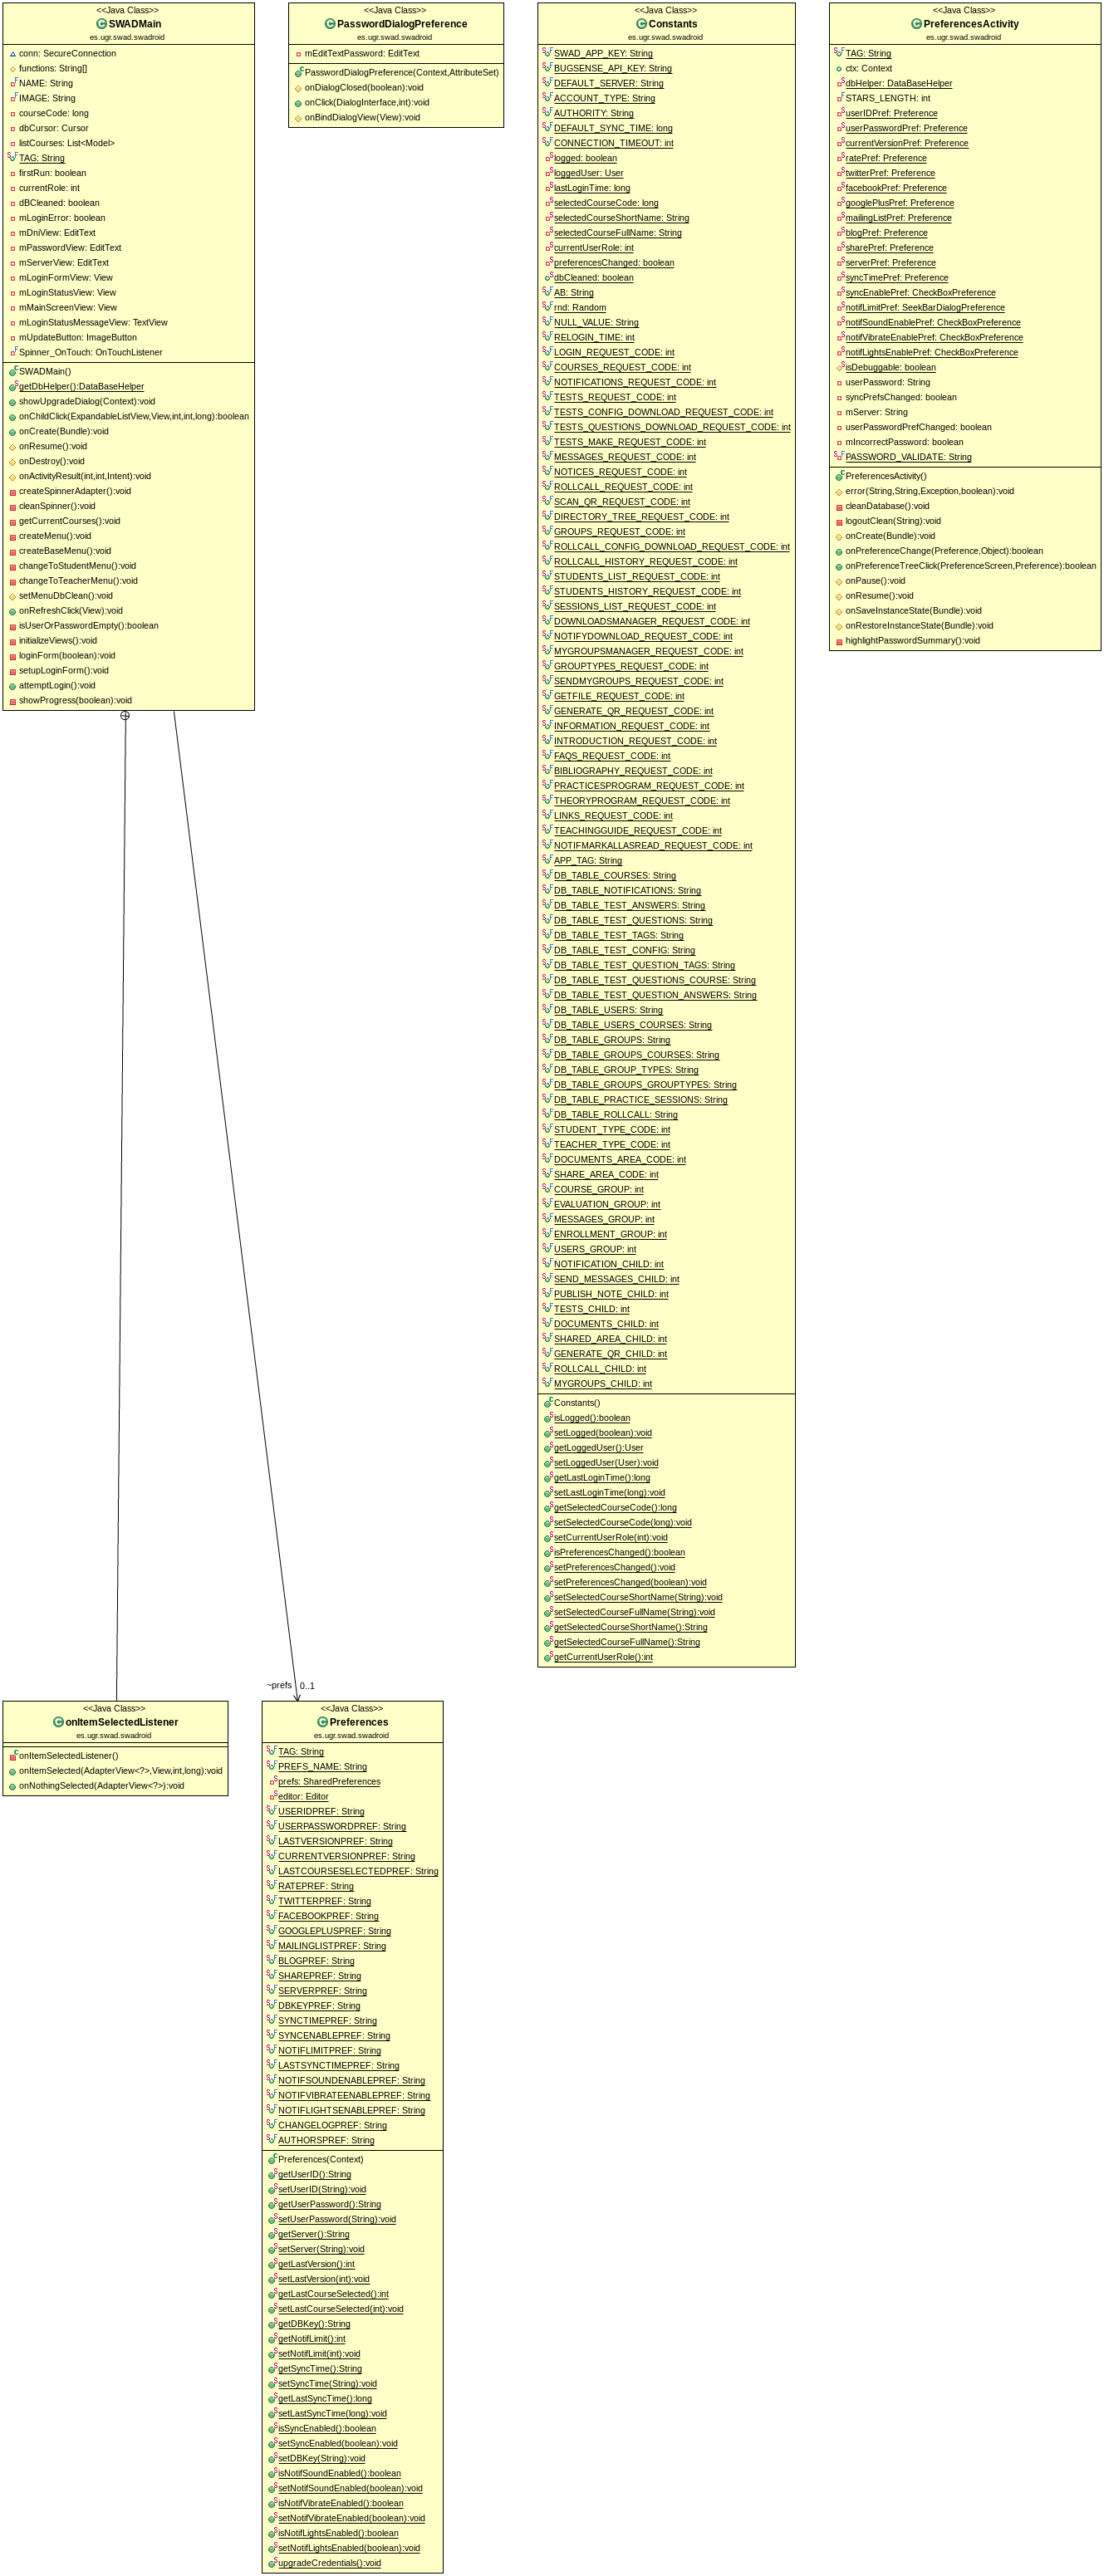 <<Java Class>>
SWADMain
es.ugr.swad.swadroid
conn: SecureConnection
functions: String[]
NAME: String
IMAGE: String
courseCode: long
dbCursor: Cursor
listCourses: List<Model>
TAG: String
firstRun: boolean
currentRole: int
dBCleaned: boolean
mLoginError: boolean
mDniView: EditText
mPasswordView: EditText
mServerView: EditText
mLoginFormView: View
mLoginStatusView: View
mMainScreenView: View
mLoginStatusMessageView: TextView
mUpdateButton: ImageButton
Spinner_OnTouch: OnTouchListener
SWADMain()
getDbHelper():DataBaseHelper
showUpgradeDialog(Context):void
onChildClick(ExpandableListView,View,int,int,long):boolean
onCreate(Bundle):void
onResume():void
onDestroy():void
onActivityResult(int,int,Intent):void
createSpinnerAdapter():void
cleanSpinner():void
getCurrentCourses():void
createMenu():void
createBaseMenu():void
changeToStudentMenu():void
changeToTeacherMenu():void
setMenuDbClean():void
onRefreshClick(View):void
isUserOrPasswordEmpty():boolean
initializeViews():void
loginForm(boolean):void
setupLoginForm():void
attemptLogin():void
showProgress(boolean):void
<<Java Class>>
PasswordDialogPreference
es.ugr.swad.swadroid
mEditTextPassword: EditText
PasswordDialogPreference(Context,AttributeSet)
onDialogClosed(boolean):void
onClick(DialogInterface,int):void
onBindDialogView(View):void
<<Java Class>>
Constants
es.ugr.swad.swadroid
SWAD_APP_KEY: String
BUGSENSE_API_KEY: String
DEFAULT_SERVER: String
ACCOUNT_TYPE: String
AUTHORITY: String
DEFAULT_SYNC_TIME: long
CONNECTION_TIMEOUT: int
logged: boolean
loggedUser: User
lastLoginTime: long
selectedCourseCode: long
selectedCourseShortName: String
selectedCourseFullName: String
currentUserRole: int
preferencesChanged: boolean
dbCleaned: boolean
AB: String
rnd: Random
NULL_VALUE: String
RELOGIN_TIME: int
LOGIN_REQUEST_CODE: int
COURSES_REQUEST_CODE: int
NOTIFICATIONS_REQUEST_CODE: int
TESTS_REQUEST_CODE: int
TESTS_CONFIG_DOWNLOAD_REQUEST_CODE: int
TESTS_QUESTIONS_DOWNLOAD_REQUEST_CODE: int
TESTS_MAKE_REQUEST_CODE: int
MESSAGES_REQUEST_CODE: int
NOTICES_REQUEST_CODE: int
ROLLCALL_REQUEST_CODE: int
SCAN_QR_REQUEST_CODE: int
DIRECTORY_TREE_REQUEST_CODE: int
GROUPS_REQUEST_CODE: int
ROLLCALL_CONFIG_DOWNLOAD_REQUEST_CODE: int
ROLLCALL_HISTORY_REQUEST_CODE: int
STUDENTS_LIST_REQUEST_CODE: int
STUDENTS_HISTORY_REQUEST_CODE: int
SESSIONS_LIST_REQUEST_CODE: int
DOWNLOADSMANAGER_REQUEST_CODE: int
NOTIFYDOWNLOAD_REQUEST_CODE: int
MYGROUPSMANAGER_REQUEST_CODE: int
GROUPTYPES_REQUEST_CODE: int
SENDMYGROUPS_REQUEST_CODE: int
GETFILE_REQUEST_CODE: int
GENERATE_QR_REQUEST_CODE: int
INFORMATION_REQUEST_CODE: int
INTRODUCTION_REQUEST_CODE: int
FAQS_REQUEST_CODE: int
BIBLIOGRAPHY_REQUEST_CODE: int
PRACTICESPROGRAM_REQUEST_CODE: int
THEORYPROGRAM_REQUEST_CODE: int
LINKS_REQUEST_CODE: int
TEACHINGGUIDE_REQUEST_CODE: int
NOTIFMARKALLASREAD_REQUEST_CODE: int
APP_TAG: String
DB_TABLE_COURSES: String
DB_TABLE_NOTIFICATIONS: String
DB_TABLE_TEST_ANSWERS: String
DB_TABLE_TEST_QUESTIONS: String
DB_TABLE_TEST_TAGS: String
DB_TABLE_TEST_CONFIG: String
DB_TABLE_TEST_QUESTION_TAGS: String
DB_TABLE_TEST_QUESTIONS_COURSE: String
DB_TABLE_TEST_QUESTION_ANSWERS: String
DB_TABLE_USERS: String
DB_TABLE_USERS_COURSES: String
DB_TABLE_GROUPS: String
DB_TABLE_GROUPS_COURSES: String
DB_TABLE_GROUP_TYPES: String
DB_TABLE_GROUPS_GROUPTYPES: String
DB_TABLE_PRACTICE_SESSIONS: String
DB_TABLE_ROLLCALL: String
STUDENT_TYPE_CODE: int
TEACHER_TYPE_CODE: int
DOCUMENTS_AREA_CODE: int
SHARE_AREA_CODE: int
COURSE_GROUP: int
EVALUATION_GROUP: int
MESSAGES_GROUP: int
ENROLLMENT_GROUP: int
USERS_GROUP: int
NOTIFICATION_CHILD: int
SEND_MESSAGES_CHILD: int
PUBLISH_NOTE_CHILD: int
TESTS_CHILD: int
DOCUMENTS_CHILD: int
SHARED_AREA_CHILD: int
GENERATE_QR_CHILD: int
ROLLCALL_CHILD: int
MYGROUPS_CHILD: int
Constants()
isLogged():boolean
setLogged(boolean):void
getLoggedUser():User
setLoggedUser(User):void
getLastLoginTime():long
setLastLoginTime(long):void
getSelectedCourseCode():long
setSelectedCourseCode(long):void
setCurrentUserRole(int):void
isPreferencesChanged():boolean
setPreferencesChanged():void
setPreferencesChanged(boolean):void
setSelectedCourseShortName(String):void
setSelectedCourseFullName(String):void
getSelectedCourseShortName():String
getSelectedCourseFullName():String
getCurrentUserRole():int
<<Java Class>>
PreferencesActivity
es.ugr.swad.swadroid
TAG: String
ctx: Context
dbHelper: DataBaseHelper
STARS_LENGTH: int
userIDPref: Preference
userPasswordPref: Preference
currentVersionPref: Preference
ratePref: Preference
twitterPref: Preference
facebookPref: Preference
googlePlusPref: Preference
mailingListPref: Preference
blogPref: Preference
sharePref: Preference
serverPref: Preference
syncTimePref: Preference
syncEnablePref: CheckBoxPreference
notifLimitPref: SeekBarDialogPreference
notifSoundEnablePref: CheckBoxPreference
notifVibrateEnablePref: CheckBoxPreference
notifLightsEnablePref: CheckBoxPreference
isDebuggable: boolean
userPassword: String
syncPrefsChanged: boolean
mServer: String
userPasswordPrefChanged: boolean
mIncorrectPassword: boolean
PASSWORD_VALIDATE: String
PreferencesActivity()
error(String,String,Exception,boolean):void
cleanDatabase():void
logoutClean(String):void
onCreate(Bundle):void
onPreferenceChange(Preference,Object):boolean
onPreferenceTreeClick(PreferenceScreen,Preference):boolean
onPause():void
onResume():void
onSaveInstanceState(Bundle):void
onRestoreInstanceState(Bundle):void
highlightPasswordSummary():void
~prefs 0..1
<<Java Class>>
onItemSelectedListener
es.ugr.swad.swadroid
onItemSelectedListener()
onItemSelected(AdapterView<?>,View,int,long):void
onNothingSelected(AdapterView<?>):void
<<Java Class>>
Preferences
es.ugr.swad.swadroid
TAG: String
PREFS_NAME: String
prefs: SharedPreferences
editor: Editor
USERIDPREF: String
USERPASSWORDPREF: String
LASTVERSIONPREF: String
CURRENTVERSIONPREF: String
LASTCOURSESELECTEDPREF: String
RATEPREF: String
TWITTERPREF: String
FACEBOOKPREF: String
GOOGLEPLUSPREF: String
MAILINGLISTPREF: String
BLOGPREF: String
SHAREPREF: String
SERVERPREF: String
DBKEYPREF: String
SYNCTIMEPREF: String
SYNCENABLEPREF: String
NOTIFLIMITPREF: String
LASTSYNCTIMEPREF: String
NOTIFSOUNDENABLEPREF: String
NOTIFVIBRATEENABLEPREF: String
NOTIFLIGHTSENABLEPREF: String
CHANGELOGPREF: String
AUTHORSPREF: String
Preferences(Context)
getUserID():String
setUserID(String):void
getUserPassword():String
setUserPassword(String):void
getServer():String
setServer(String):void
getLastVersion():int
setLastVersion(int):void
getLastCourseSelected():int
setLastCourseSelected(int):void
getDBKey():String
getNotifLimit():int
setNotifLimit(int):void
getSyncTime():String
setSyncTime(String):void
getLastSyncTime():long
setLastSyncTime(long):void
isSyncEnabled():boolean
setSyncEnabled(boolean):void
setDBKey(String):void
isNotifSoundEnabled():boolean
setNotifSoundEnabled(boolean):void
isNotifVibrateEnabled():boolean
setNotifVibrateEnabled(boolean):void
isNotifLightsEnabled():boolean
setNotifLightsEnabled(boolean):void
upgradeCredentials():void